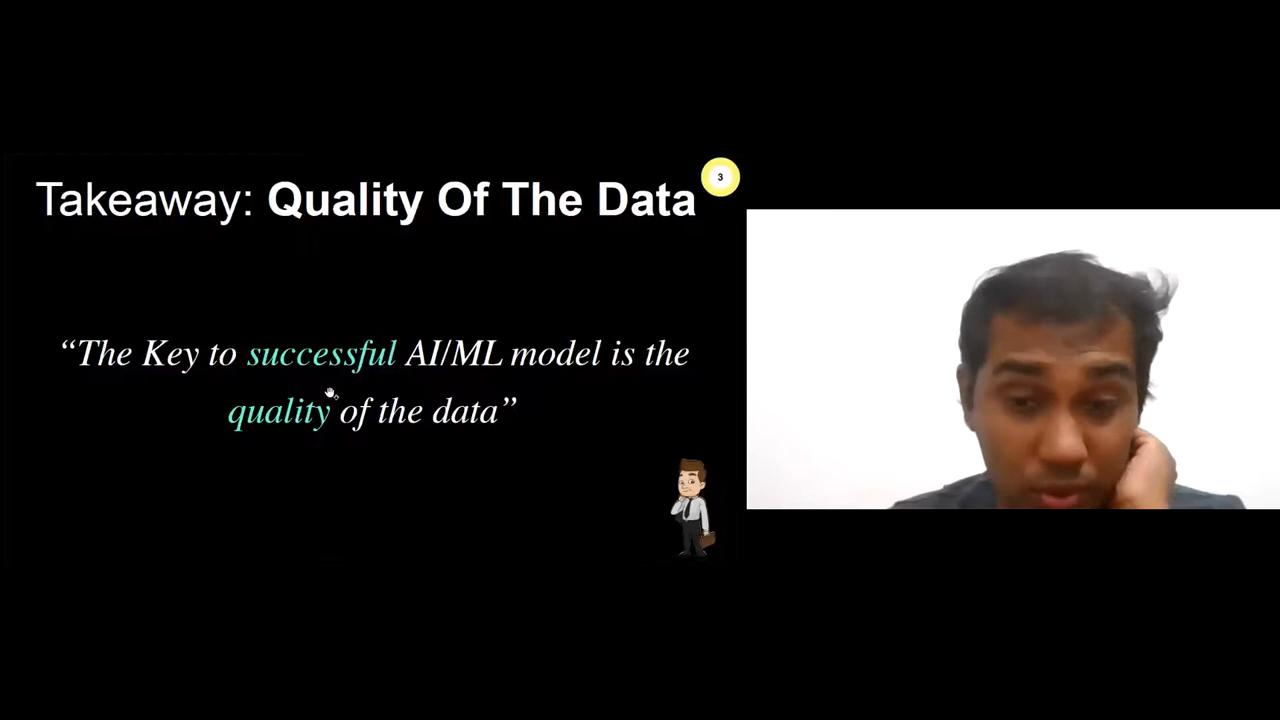 Takeaway: Quality Of The Data
3
“The Key to successful AI/ML model is the
quality of the data”